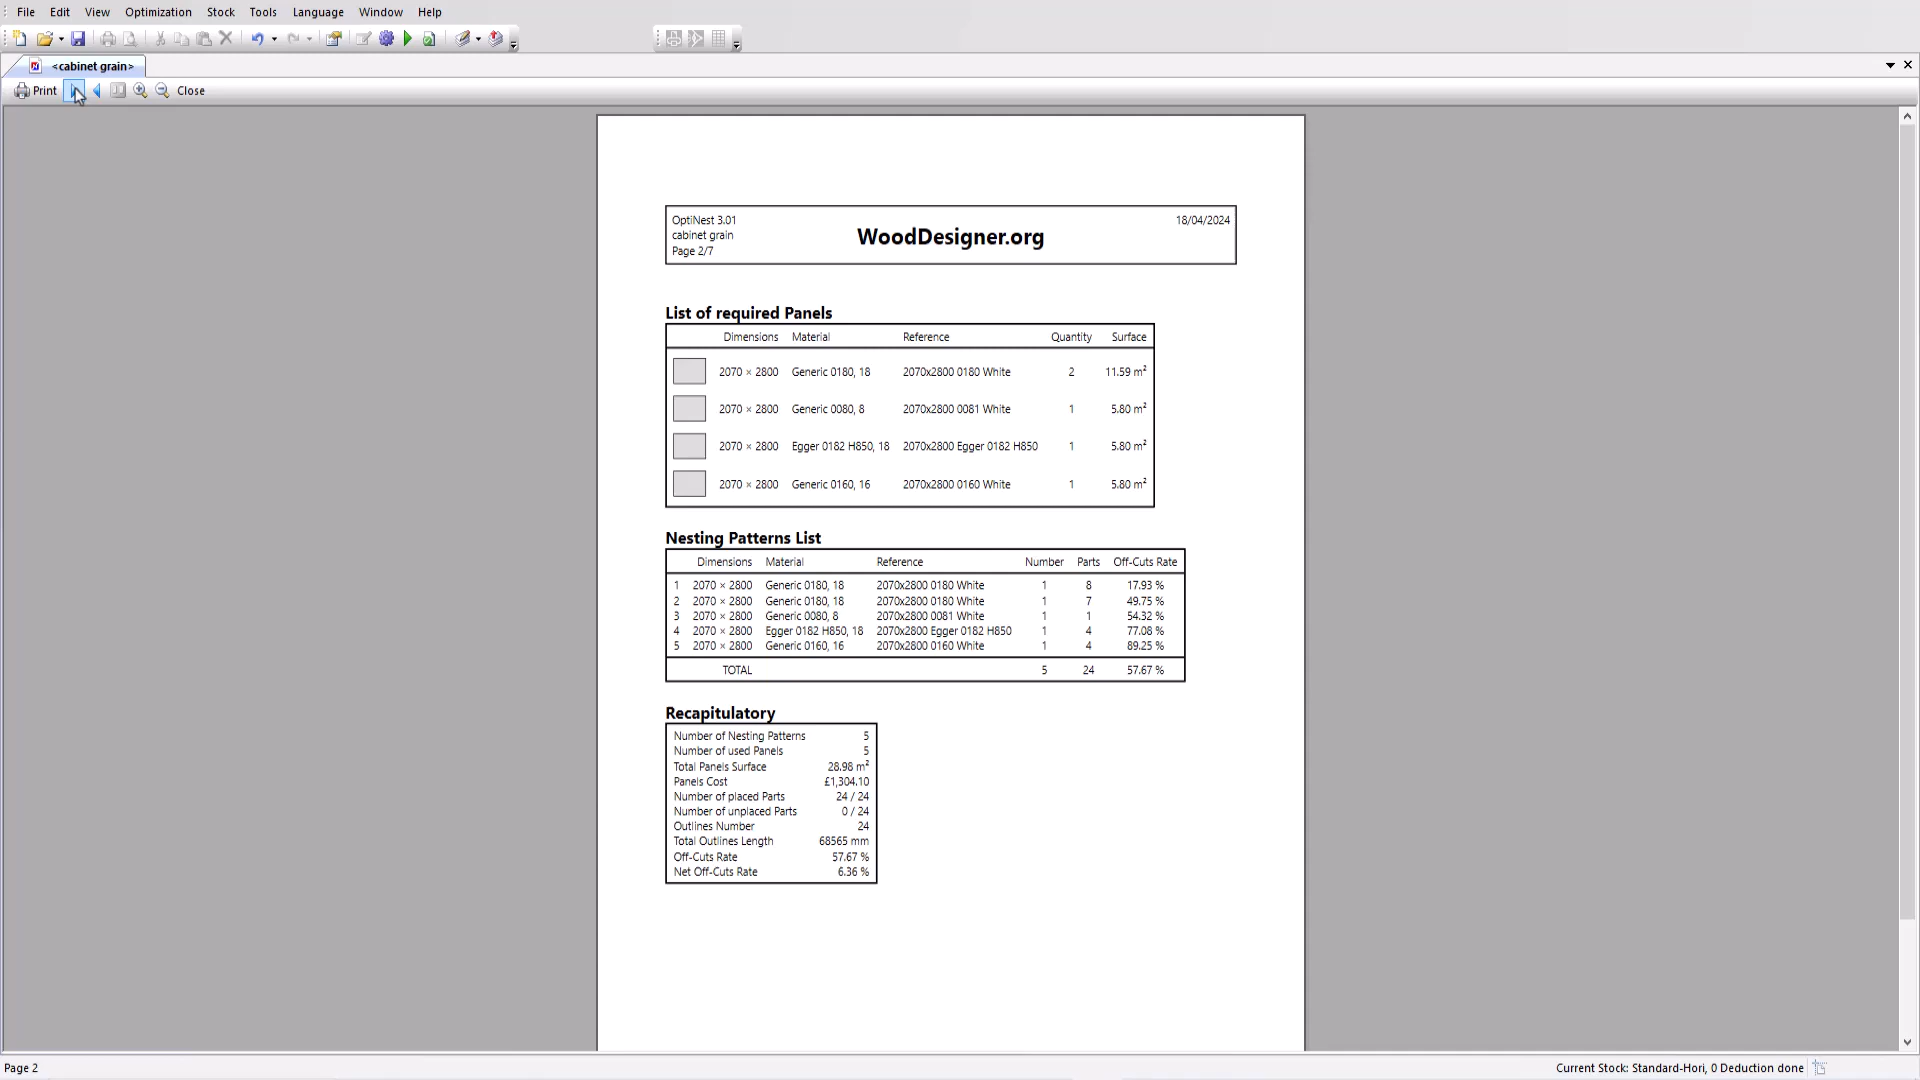 File Edit View Optimization Stock Tools Language Window Help
<cabinet grain>
Print Close
OptiNest 3.01
cabinet grain
Page 2/7
WoodDesigner.org
18/04/2024
List of required Panels
Dimensions Material Reference Quantity Surface
2070 × 2800 Generic 0180, 18 2070x2800 0180 White 2 11.59 m²
2070 × 2800 Generic 0080, 8 2070x2800 0081 White 1 5.80 m²
2070 × 2800 Egger 0182 H850, 18 2070x2800 Egger 0182 H850 1 5.80 m²
2070 × 2800 Generic 0160, 16 2070x2800 0160 White 1 5.80 m²
Nesting Patterns List
Dimensions Material Reference Number Parts Off-Cuts Rate
1 2070 × 2800 Generic 0180, 18 2070x2800 0180 White 1 8 17.93 %
2 2070 × 2800 Generic 0180, 18 2070x2800 0180 White 1 7 49.75 %
3 2070 × 2800 Generic 0080, 8 2070x2800 0081 White 1 1 54.32 %
4 2070 × 2800 Egger 0182 H850, 18 2070x2800 Egger 0182 H850 1 4 77.08 %
5 2070 × 2800 Generic 0160, 16 2070x2800 0160 White 1 4 89.25 %
TOTAL 5 24 57.67 %
Recapitulatory
Number of Nesting Patterns 5
Number of used Panels 5
Total Panels Surface 28.98 m²
Panels Cost £1,304.10
Number of placed Parts 24 / 24
Number of unplaced Parts 0 / 24
Outlines Number 24
Total Outlines Length 68565 mm
Off-Cuts Rate 57.67 %
Net Off-Cuts Rate 6.36 %
Page 2
Current Stock: Standard-Hori, 0 Deduction done